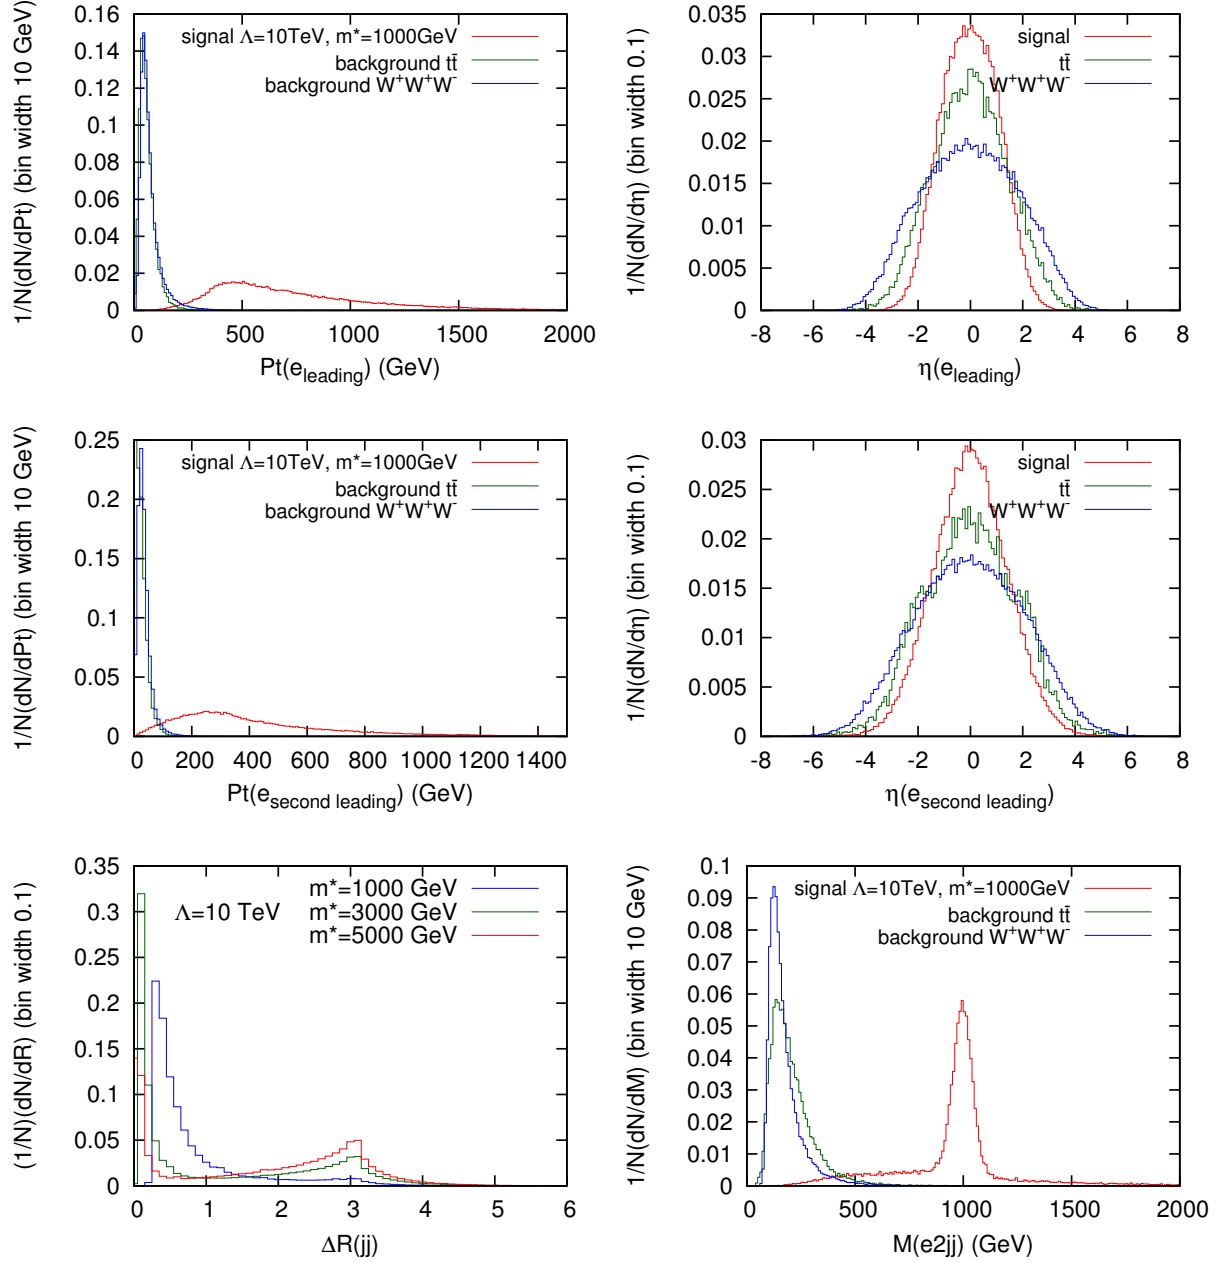 1/N(dN/dPt) (bin width 10 GeV)
0.16
0.14
0.12
0.1
0.08
0.06
0.04
0.02
0
signal Λ=10TeV, m*=1000GeV
background tt̄
background W⁺W⁺W⁻
0 500 1000 1500 2000
Pt(e_leading) (GeV)
1/N(dN/dη) (bin width 0.1)
0.035
0.03
0.025
0.02
0.015
0.01
0.005
0
signal
tt̄
W⁺W⁺W⁻
-8 -6 -4 -2 0 2 4 6 8
η(e_leading)
1/N(dN/dPt) (bin width 10 GeV)
0.25
0.2
0.15
0.1
0.05
0
signal Λ=10TeV, m*=1000GeV
background tt̄
background W⁺W⁺W⁻
0 200 400 600 800 1000 1200 1400
Pt(e_second leading) (GeV)
1/N(dN/dη) (bin width 0.1)
0.03
0.025
0.02
0.015
0.01
0.005
0
signal
tt̄
W⁺W⁺W⁻
-8 -6 -4 -2 0 2 4 6 8
η(e_second leading)
(1/N)(dN/dR) (bin width 0.1)
0.35
0.3
0.25
0.2
0.15
0.1
0.05
0
Λ=10 TeV
m*=1000 GeV
m*=3000 GeV
m*=5000 GeV
0 1 2 3 4 5 6
ΔR(jj)
1/N(dN/dM) (bin width 10 GeV)
0.1
0.09
0.08
0.07
0.06
0.05
0.04
0.03
0.02
0.01
0
signal Λ=10TeV, m*=1000GeV
background tt̄
background W⁺W⁺W⁻
0 500 1000 1500 2000
M(e2jj) (GeV)